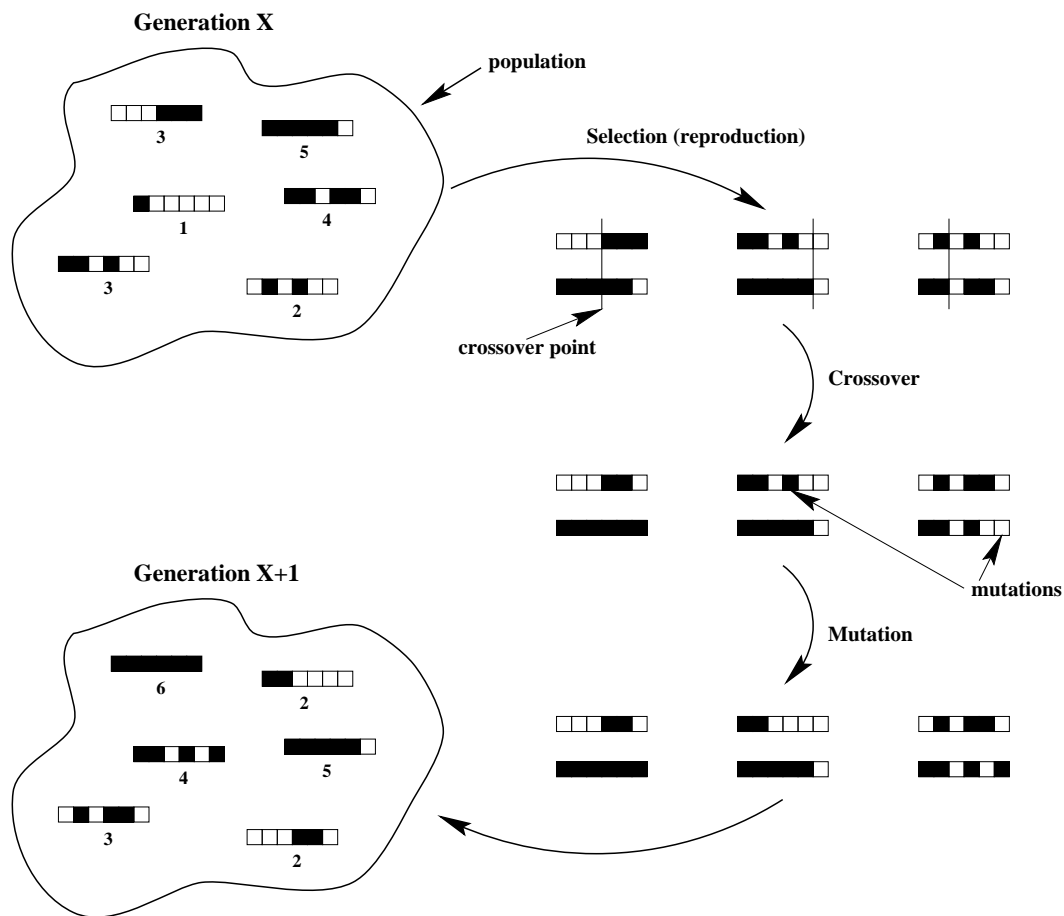 Generation X
population
3
5
Selection (reproduction)
1
4
3
2
crossover point
Crossover
Generation X+1
mutations
Mutation
6
2
4
5
3
2